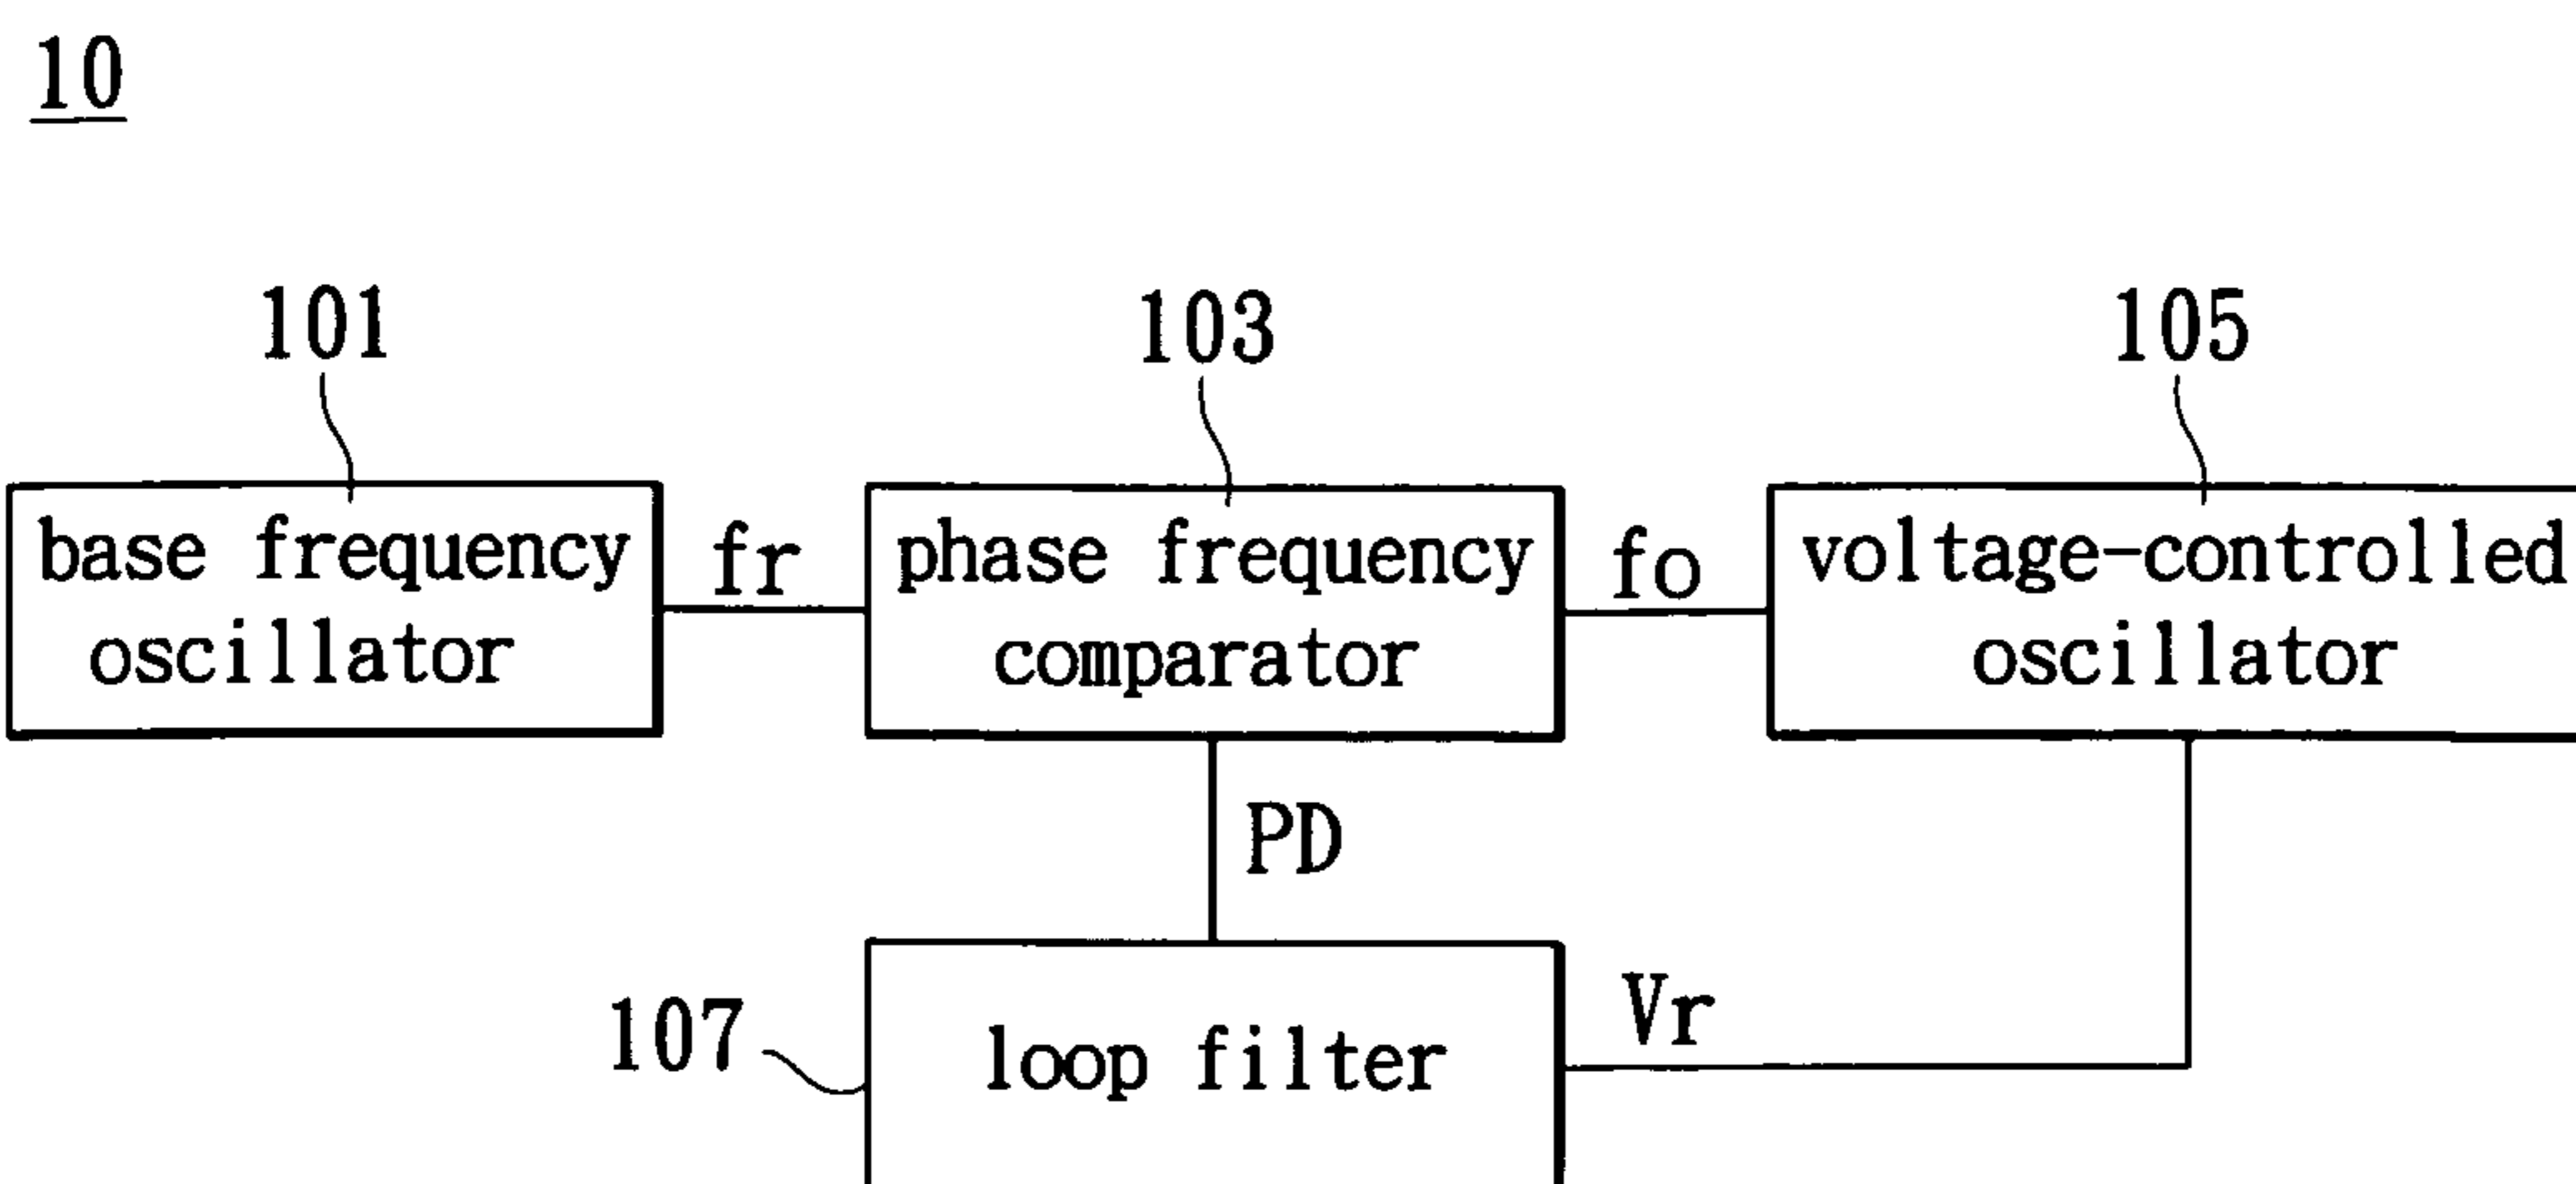 10
101
103
105
base frequency
oscillator
fr
phase frequency
comparator
fo
voltage-controlled
oscillator
PD
107
loop filter
Vr